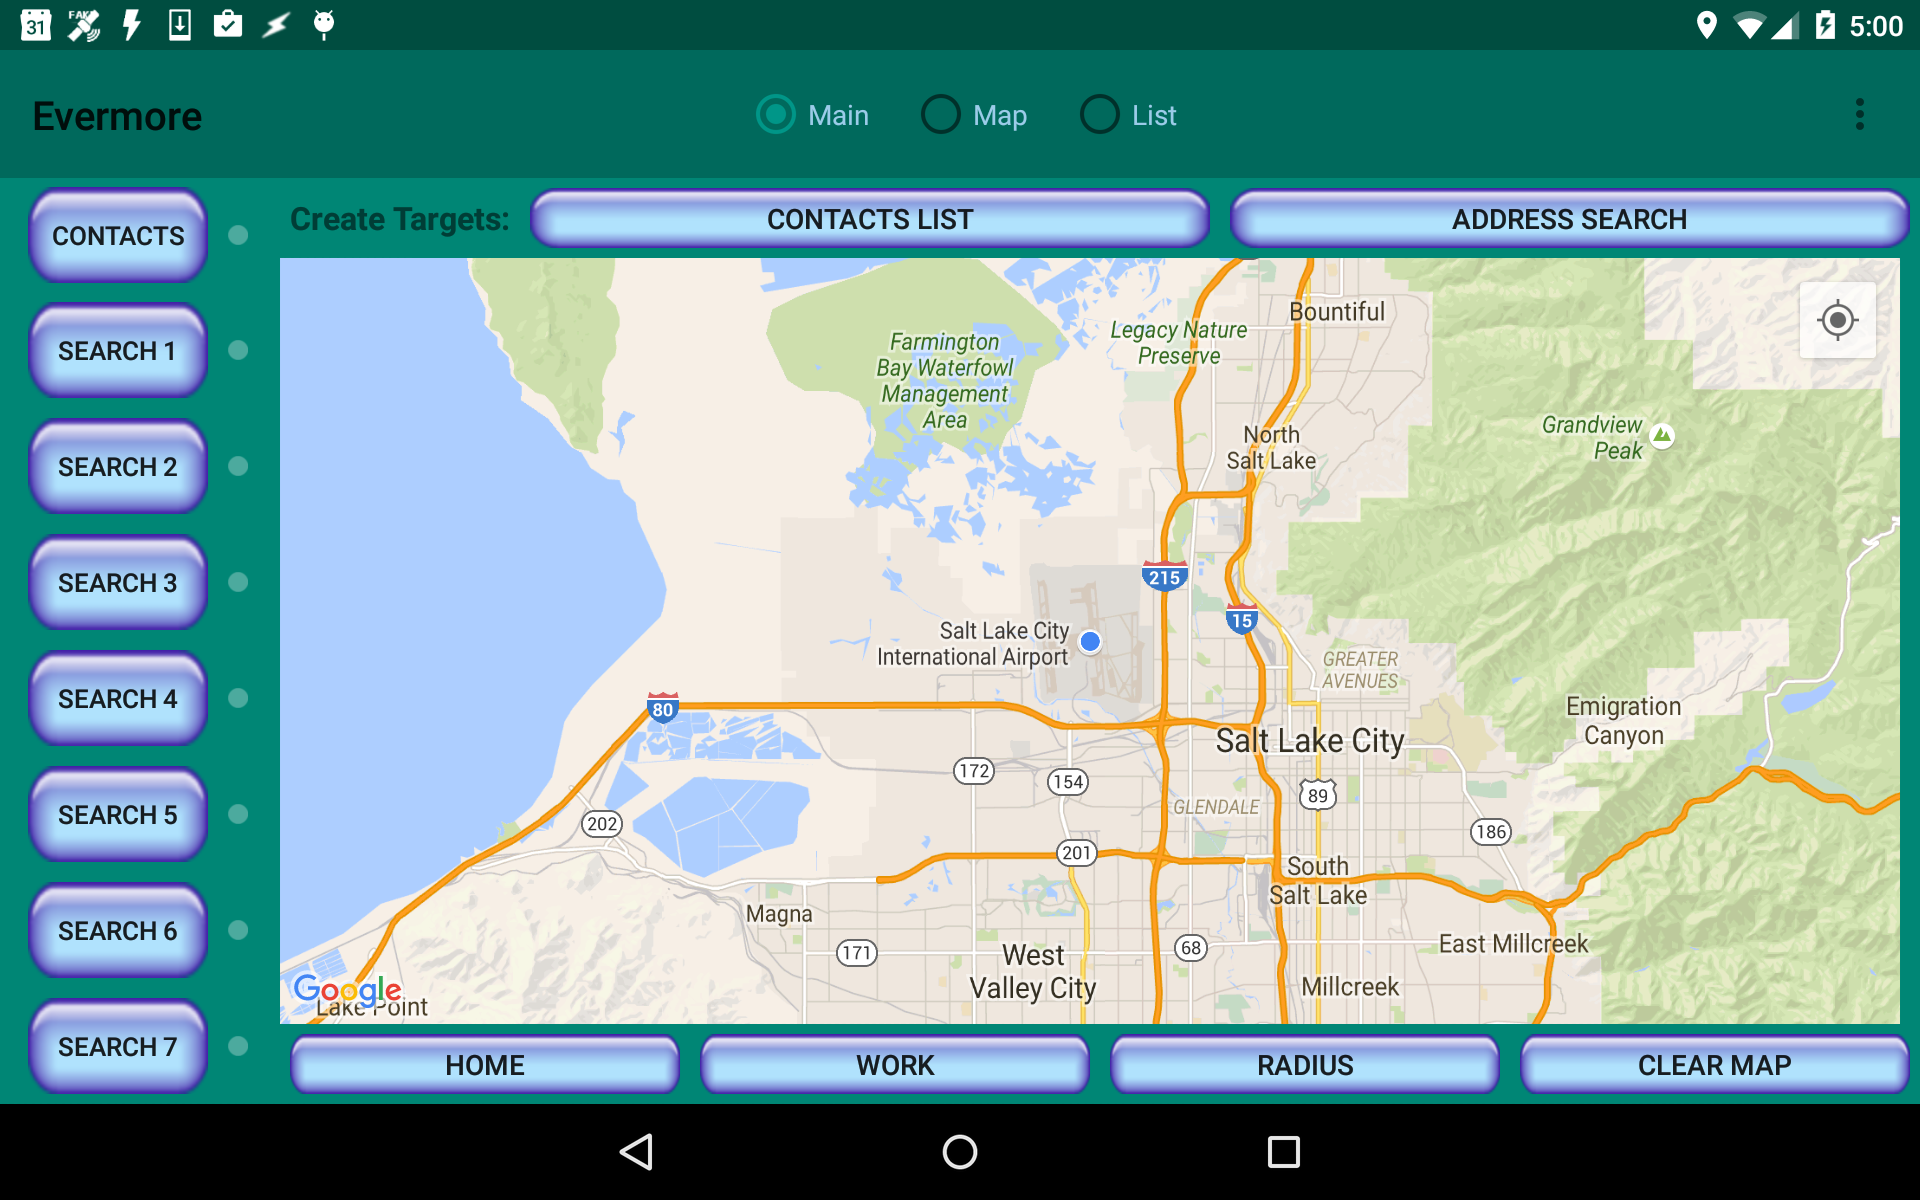 31
FAKE
5:00
Evermore
Main
Map
List
CONTACTS
SEARCH 1
SEARCH 2
SEARCH 3
SEARCH 4
SEARCH 5
SEARCH 6
SEARCH 7
Create Targets:
CONTACTS LIST
ADDRESS SEARCH
Bountiful
Legacy Nature
Preserve
Farmington
Bay Waterfowl
Management
Area
Grandview
Peak
North
Salt Lake
215
15
Salt Lake City
International Airport
GREATER
AVENUES
80
Emigration
Canyon
Salt Lake City
172
154
89
GLENDALE
202
186
201
South
Salt Lake
Magna
171
West
Valley City
68
East Millcreek
Millcreek
Google
Lake Point
HOME
WORK
RADIUS
CLEAR MAP